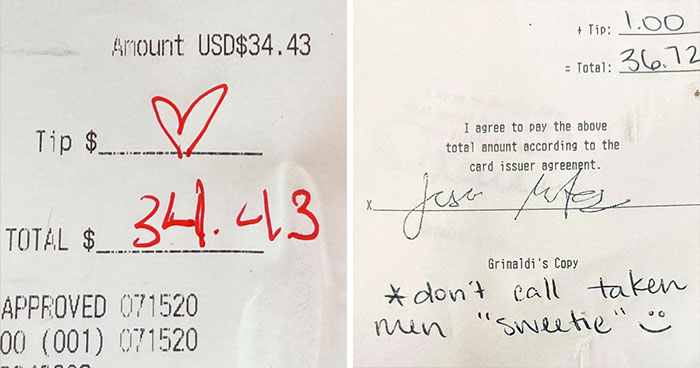 Amount USD$34.43
Tip $
TOTAL $ 34.43
APPROVED 071520
00 (001) 071520
+ Tip: 1.00
= Total: 36.72
I agree to pay the above
total amount according to the
card issuer agreement.
X
Grimaldi's Copy
*don't call taken
men "sweetie"